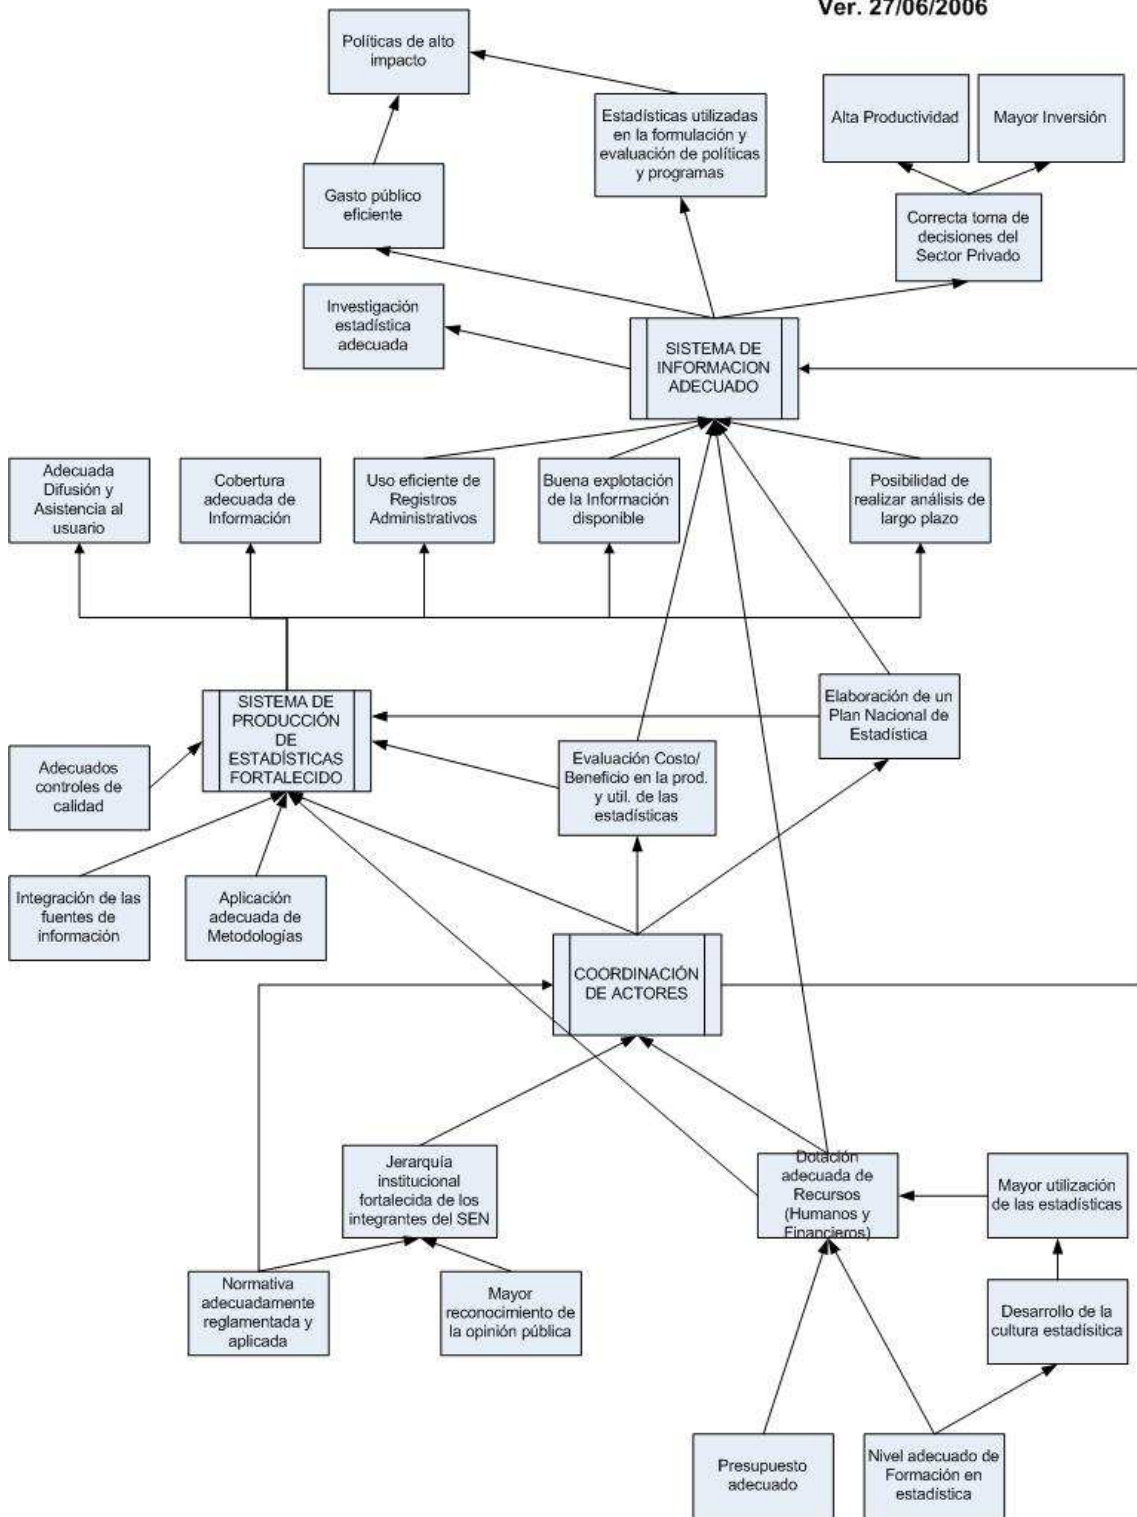 Ver. 27/06/2006
Políticas de alto
impacto
Estadísticas utilizadas
en la formulación y
evaluación de políticas
y programas
Alta Productividad
Mayor Inversión
Gasto público
eficiente
Correcta toma de
decisiones del
Sector Privado
Investigación
estadística
adecuada
SISTEMA DE
INFORMACION
ADECUADO
Adecuada
Difusión y
Asistencia al
usuario
Cobertura
adecuada de
Información
Uso eficiente de
Registros
Administrativos
Buena explotación
de la Información
disponible
Posibilidad de
realizar análisis de
largo plazo
SISTEMA DE
PRODUCCIÓN
DE
ESTADÍSTICAS
FORTALECIDO
Elaboración de un
Plan Nacional de
Estadística
Adecuados
controles de
calidad
Evaluación Costo/
Beneficio en la prod.
y util. de las
estadísticas
Integración de las
fuentes de
información
Aplicación
adecuada de
Metodologías
COORDINACIÓN
DE ACTORES
Jerarquía
institucional
fortalecida de los
integrantes del SEN
Dotación
adecuada de
Recursos
(Humanos y
Financieros)
Mayor utilización
de las estadísticas
Normativa
adecuadamente
reglamentada y
aplicada
Mayor
reconocimiento de
la opinión pública
Desarrollo de la
cultura estadísitica
Presupuesto
adecuado
Nivel adecuado de
Formación en
estadística